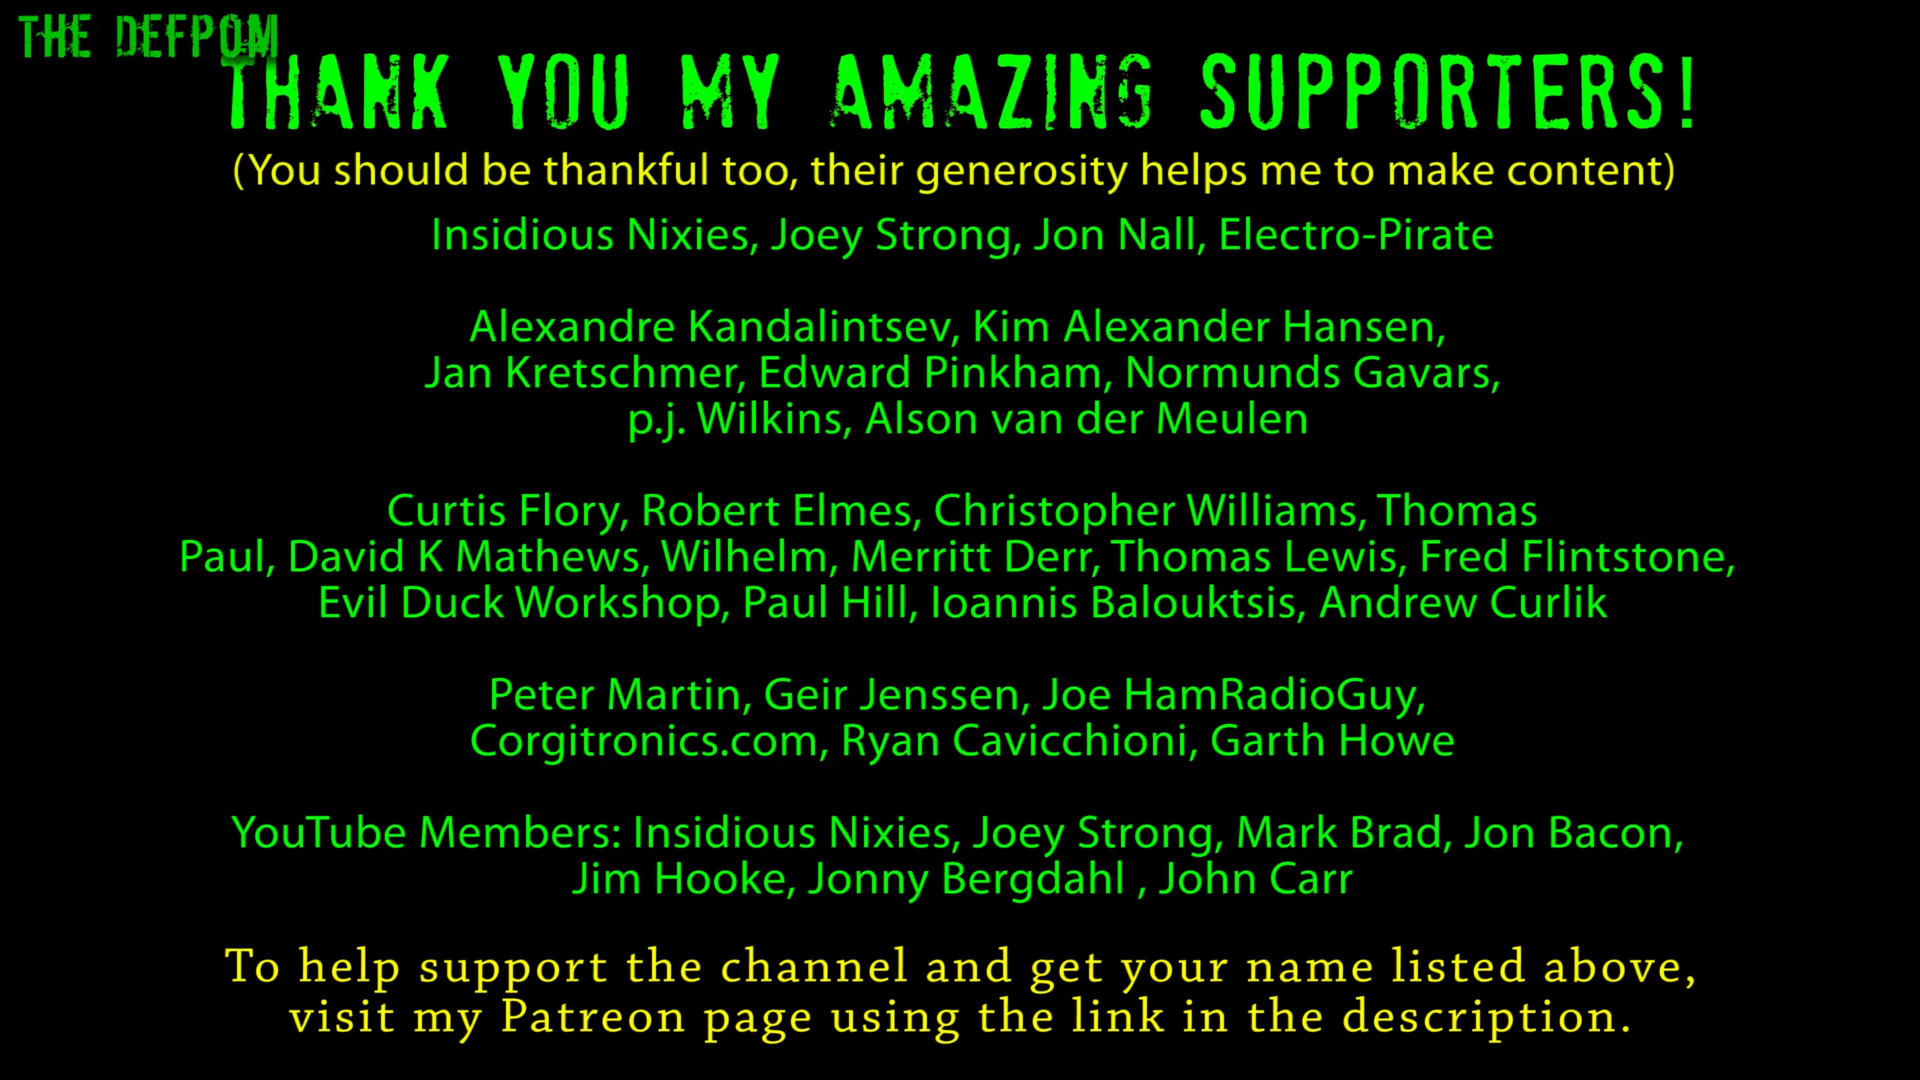 THE DEFPOM
THANK YOU MY AMAZING SUPPORTERS!
(You should be thankful too, their generosity helps me to make content)
Insidious Nixies, Joey Strong, Jon Nall, Electro-Pirate
Alexandre Kandalintsev, Kim Alexander Hansen,
Jan Kretschmer, Edward Pinkham, Normunds Gavars,
p.j. Wilkins, Alson van der Meulen
Curtis Flory, Robert Elmes, Christopher Williams, Thomas
Paul, David K Mathews, Wilhelm, Merritt Derr, Thomas Lewis, Fred Flintstone,
Evil Duck Workshop, Paul Hill, Ioannis Balouktsis, Andrew Curlik
Peter Martin, Geir Jenssen, Joe HamRadioGuy,
Corgitronics.com, Ryan Cavicchioni, Garth Howe
YouTube Members: Insidious Nixies, Joey Strong, Mark Brad, Jon Bacon,
Jim Hooke, Jonny Bergdahl , John Carr
To help support the channel and get your name listed above,
visit my Patreon page using the link in the description.